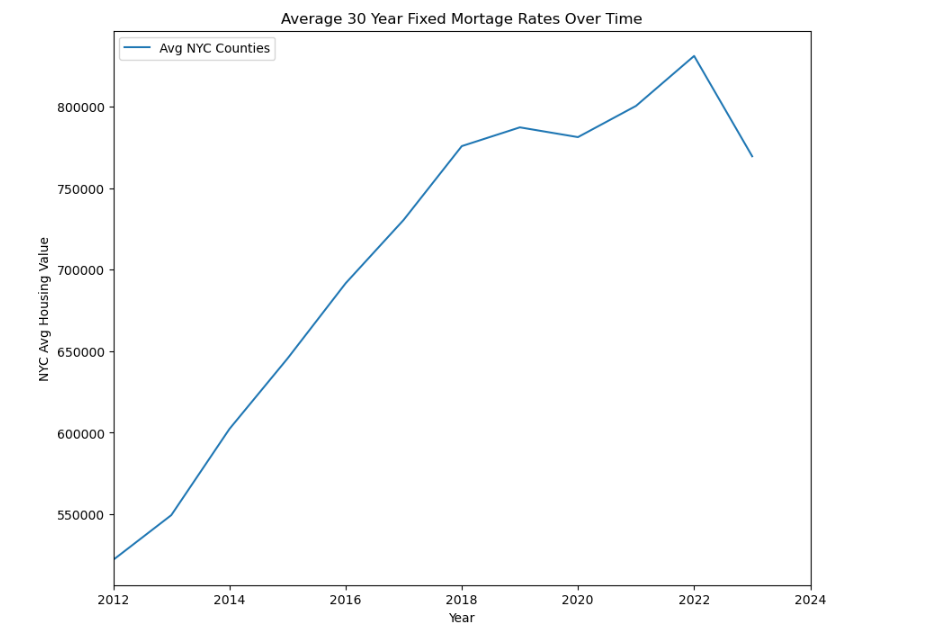 Average 30 Year Fixed Mortage Rates Over Time
Avg NYC Counties
800000
750000
700000
650000
600000
550000
NYC Avg Housing Value
2012 2014 2016 2018 2020 2022 2024
Year